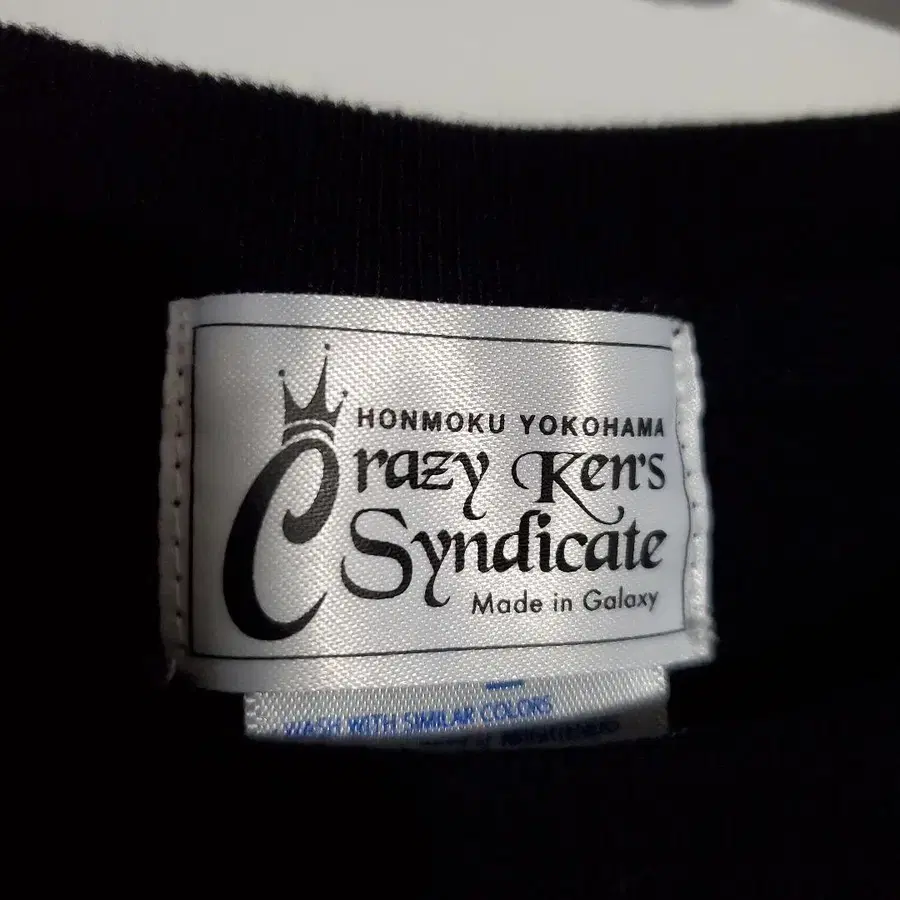 HONMOKU YOKOHAMA
Crazy Ken's
Syndicate
Made in Galaxy
WASH WITH SIMILAR COLORS